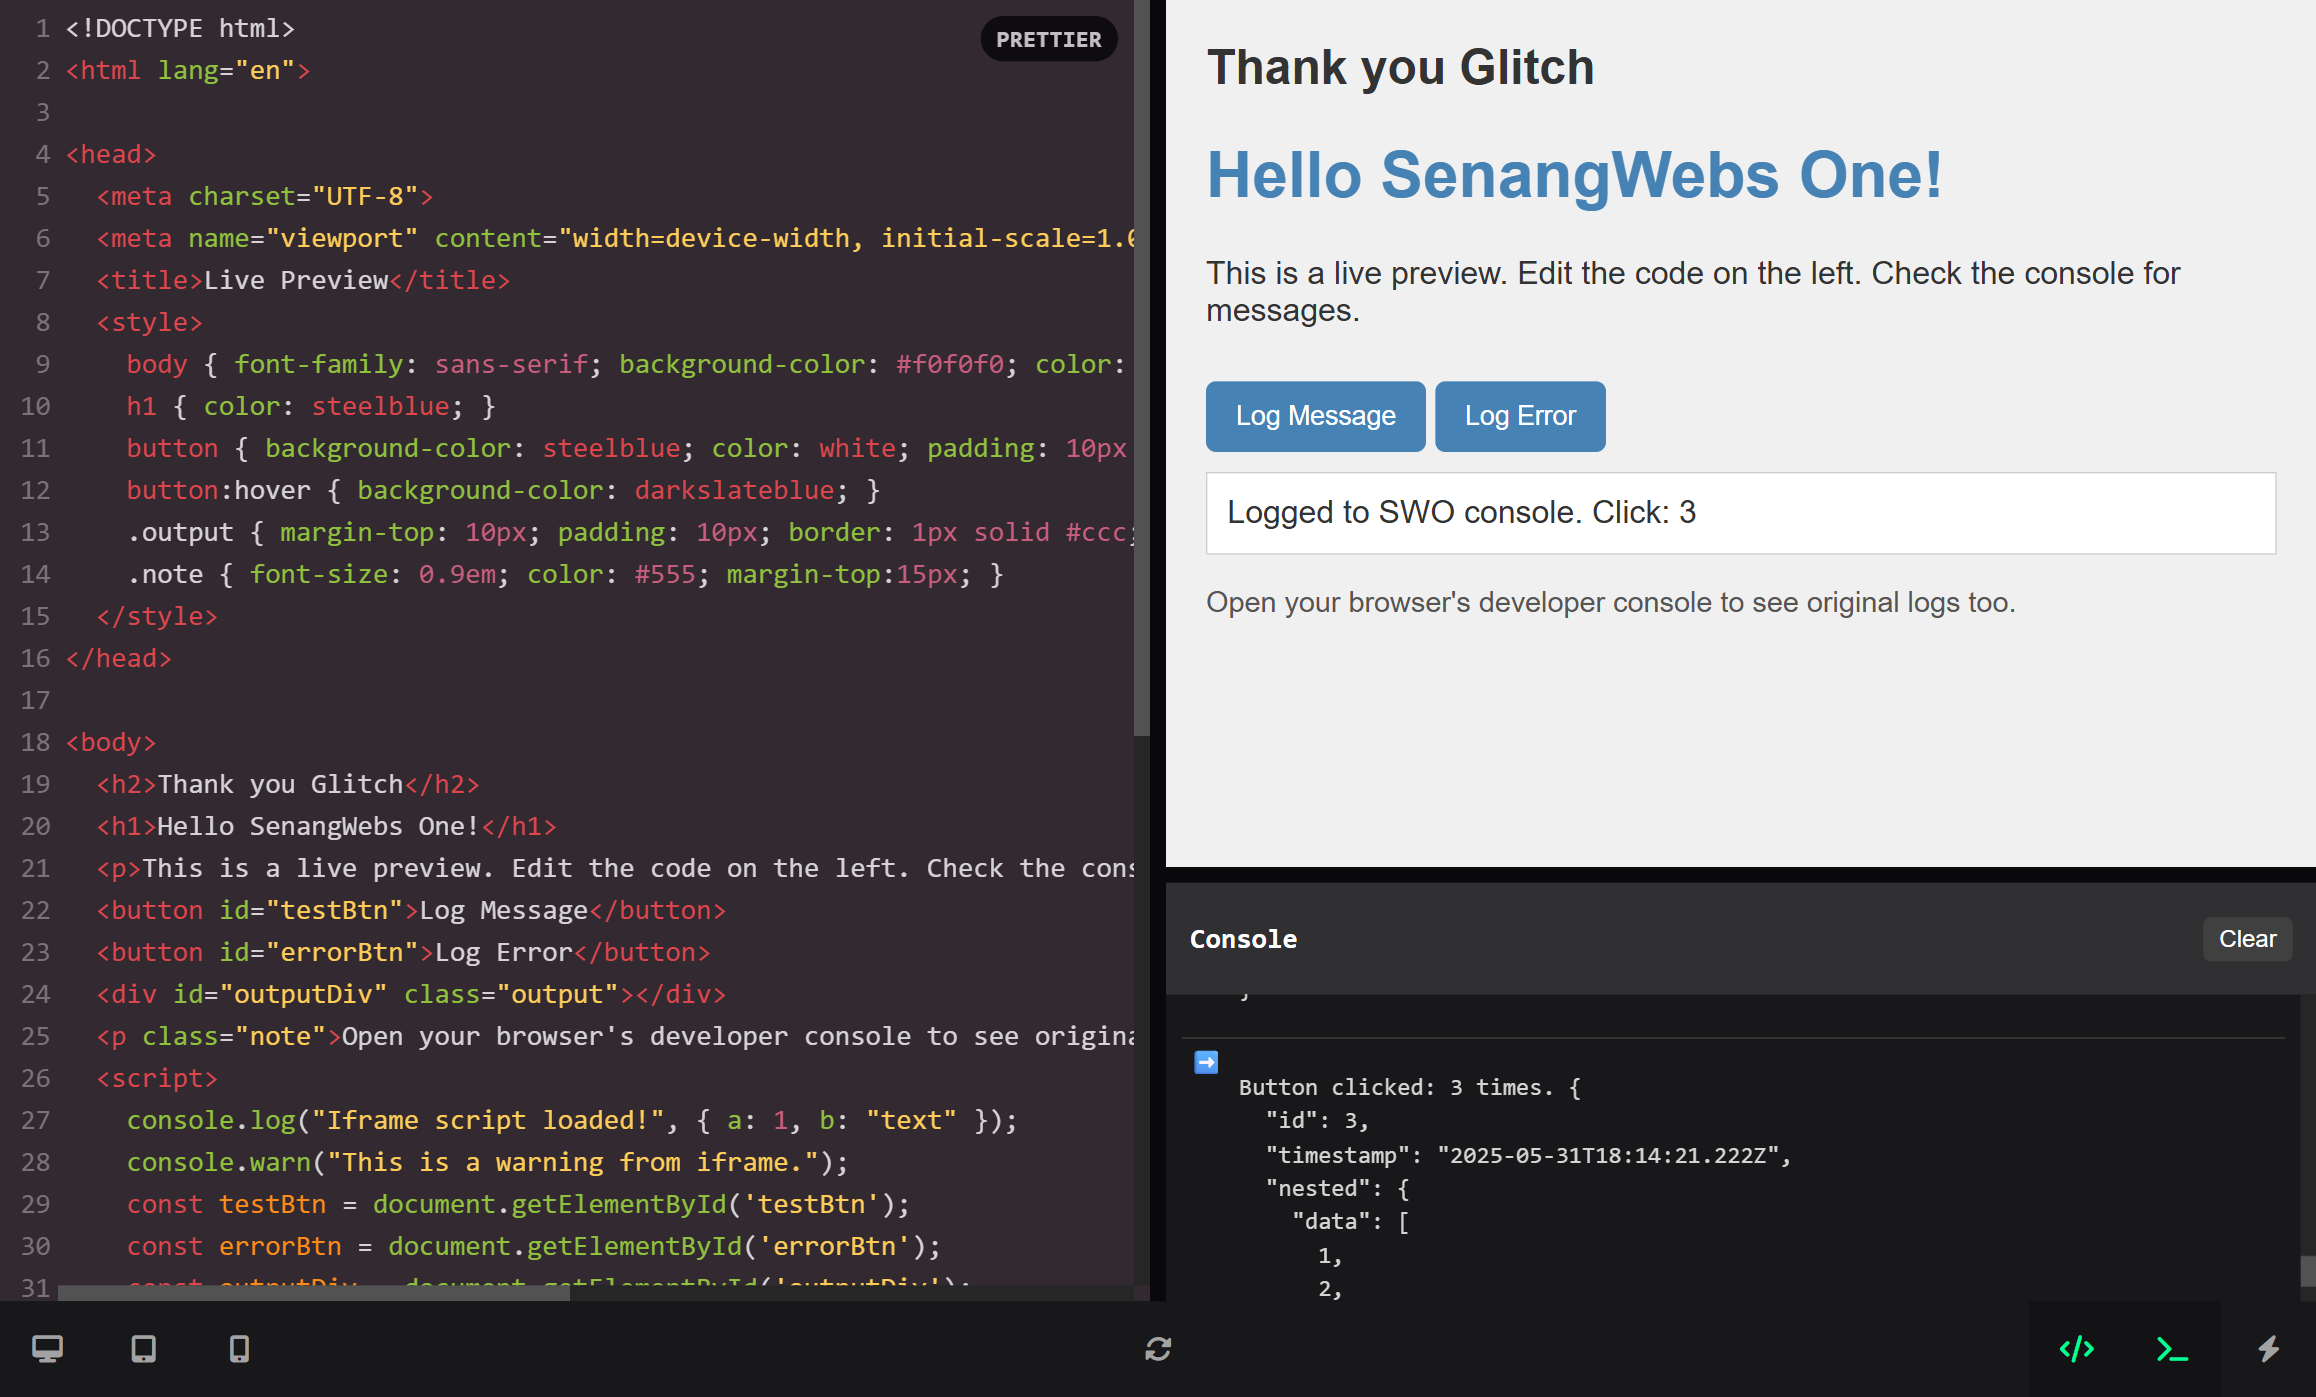 1 <!DOCTYPE html>
PRETTIER
2 <html lang="en">
3
4 <head>
5 <meta charset="UTF-8">
6 <meta name="viewport" content="width=device-width, initial-scale=1.0
7 <title>Live Preview</title>
8 <style>
9 body { font-family: sans-serif; background-color: #f0f0f0; color:
10 h1 { color: steelblue; }
11 button { background-color: steelblue; color: white; padding: 10px
12 button:hover { background-color: darkslateblue; }
13 .output { margin-top: 10px; padding: 10px; border: 1px solid #ccc;
14 .note { font-size: 0.9em; color: #555; margin-top:15px; }
15 </style>
16 </head>
17
18 <body>
19 <h2>Thank you Glitch</h2>
20 <h1>Hello SenangWebs One!</h1>
21 <p>This is a live preview. Edit the code on the left. Check the cons
22 <button id="testBtn">Log Message</button>
23 <button id="errorBtn">Log Error</button>
24 <div id="outputDiv" class="output"></div>
25 <p class="note">Open your browser's developer console to see origina
26 <script>
27 console.log("Iframe script loaded!", { a: 1, b: "text" });
28 console.warn("This is a warning from iframe.");
29 const testBtn = document.getElementById('testBtn');
30 const errorBtn = document.getElementById('errorBtn');
31 const outputDiv = document.getElementById('outputDiv');
Thank you Glitch
Hello SenangWebs One!
This is a live preview. Edit the code on the left. Check the console for
messages.
Log Message
Log Error
Logged to SWO console. Click: 3
Open your browser's developer console to see original logs too.
Console
Clear
}
Button clicked: 3 times. {
"id": 3,
"timestamp": "2025-05-31T18:14:21.222Z",
"nested": {
"data": [
1,
2,